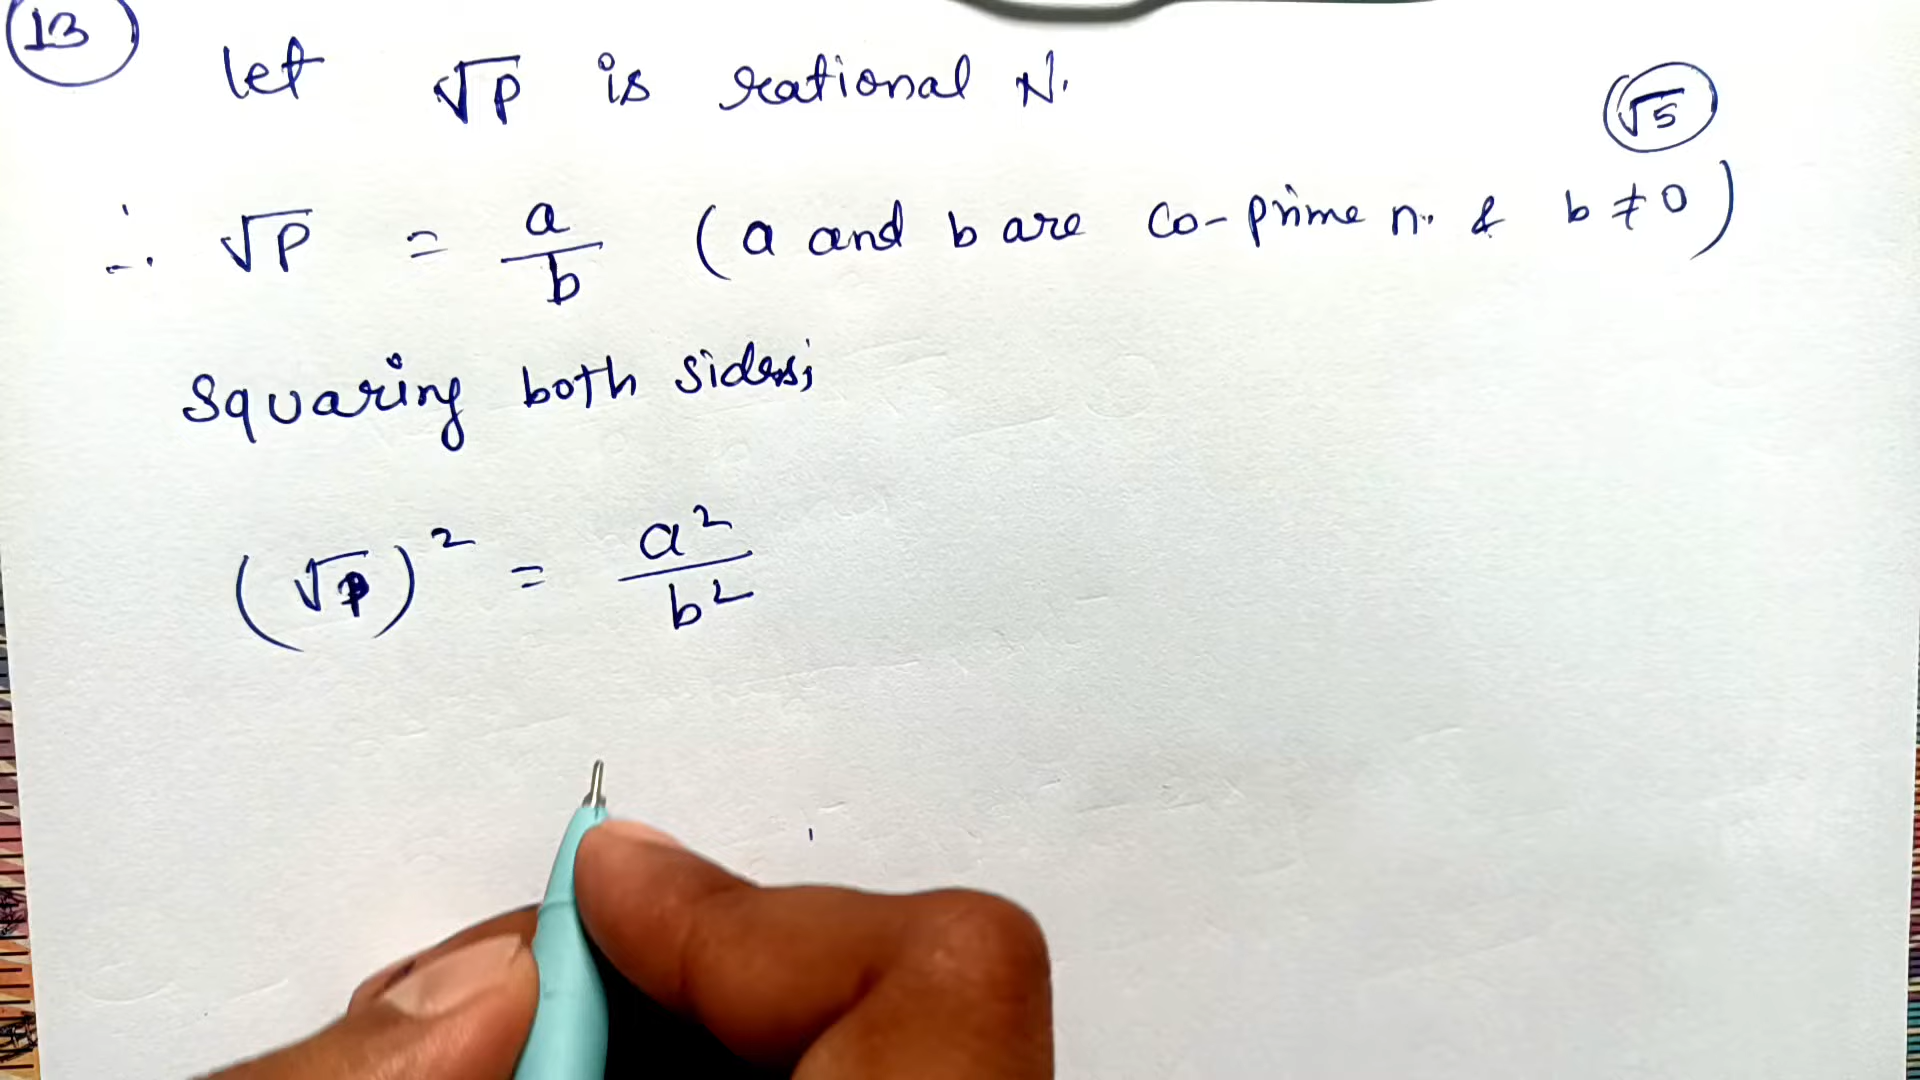 13
let √p is rational N.
√5
∴ √p = a/b (a and b are co-prime n. & b ≠ 0)
Squaring both sides;
(√p)² = a²/b²